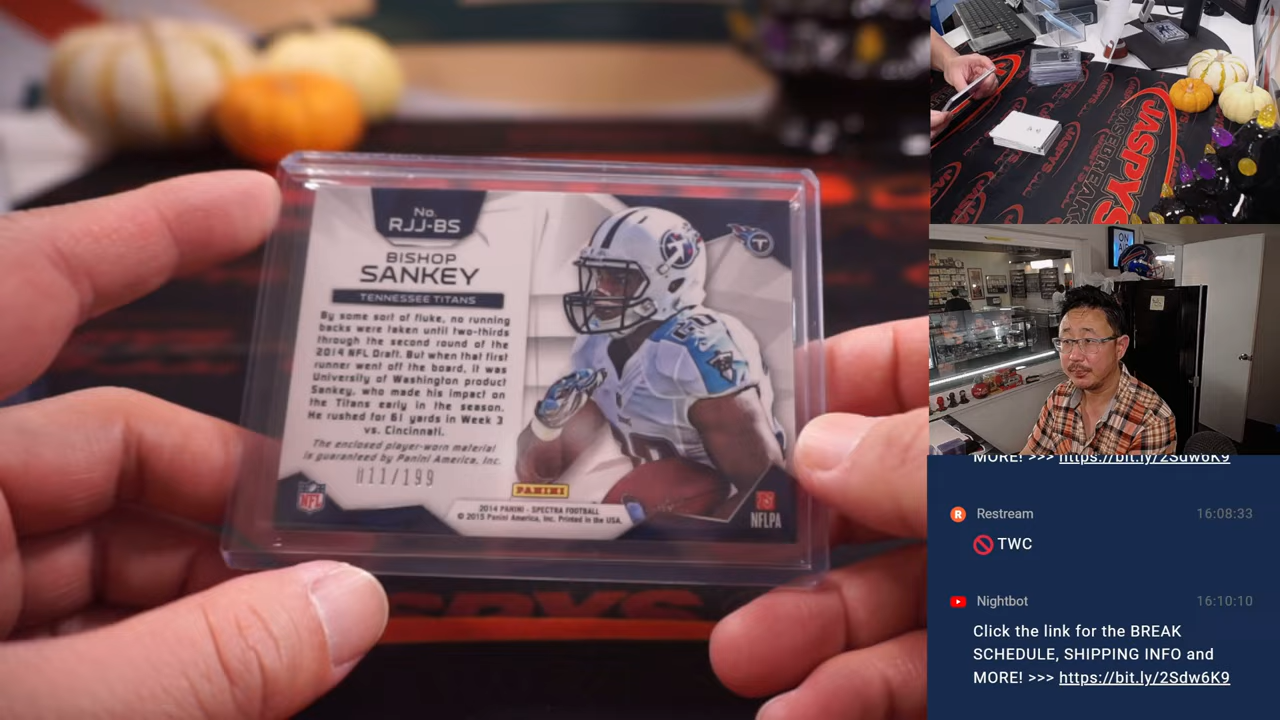 No.
RJJ-BS
BISHOP
SANKEY
TENNESSEE TITANS
By some sort of fluke, no running
backs were taken until two-thirds
through the second round of the
2014 NFL Draft. But when that first
runner went off the board, it was
University of Washington product
Sankey, who made his impact on
the Titans early in the season.
He rushed for 61 yards in Week 3
vs. Cincinnati.
The enclosed player-worn material
is guaranteed by Panini America, Inc.
011/199
NFL
PANINI
2014 PANINI - SPECTRA FOOTBALL
© 2015 Panini America, Inc. Printed in the USA.
NFLPA
T
JASPYS
JASPYS
CASEBREAKS
ON
MORE! >>> https://bit.ly/2Sdw6K9
R Restream 16:08:33
TWC
Nightbot 16:10:10
Click the link for the BREAK
SCHEDULE, SHIPPING INFO and
MORE! >>> https://bit.ly/2Sdw6K9